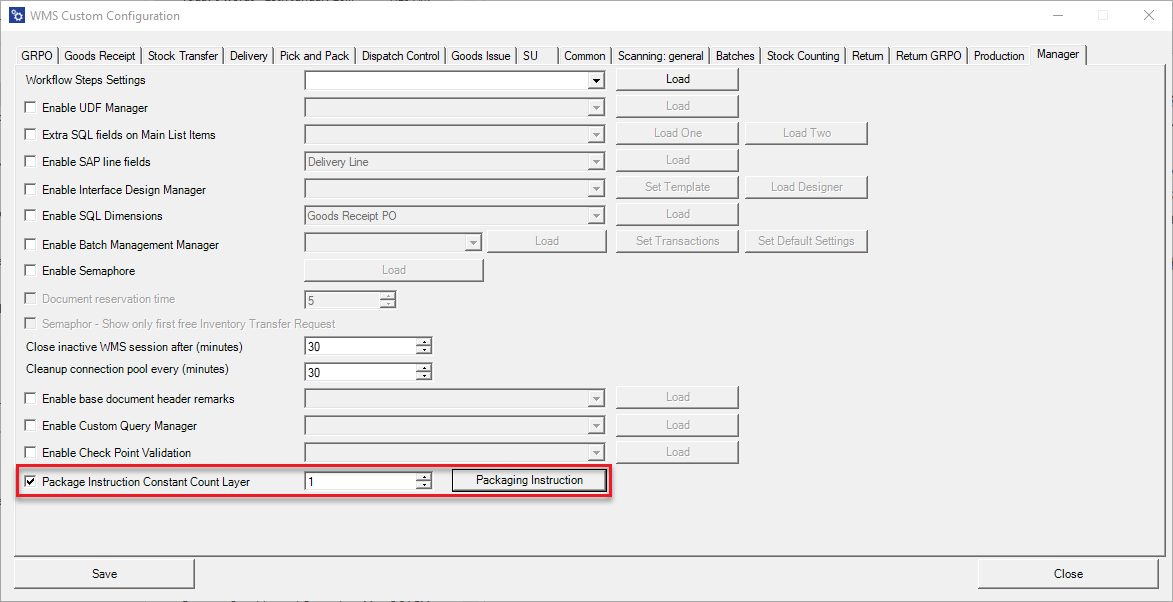 WMS Custom Configuration
GRPO Goods Receipt Stock Transfer Delivery Pick and Pack Dispatch Control Goods Issue SU Common Scanning: general Batches Stock Counting Return Return GRPO Production Manager
Workflow Steps Settings Load
Enable UDF Manager Load
Extra SQL fields on Main List Items Load One Load Two
Enable SAP line fields Delivery Line Load
Enable Interface Design Manager Set Template Load Designer
Enable SQL Dimensions Goods Receipt PO Load
Enable Batch Management Manager Load Set Transactions Set Default Settings
Enable Semaphore Load
Document reservation time 5
Semaphor - Show only first free Inventory Transfer Request
Close inactive WMS session after (minutes) 30
Cleanup connection pool every (minutes) 30
Enable base document header remarks Load
Enable Custom Query Manager Load
Enable Check Point Validation Load
Package Instruction Constant Count Layer 1 Packaging Instruction
Save Close